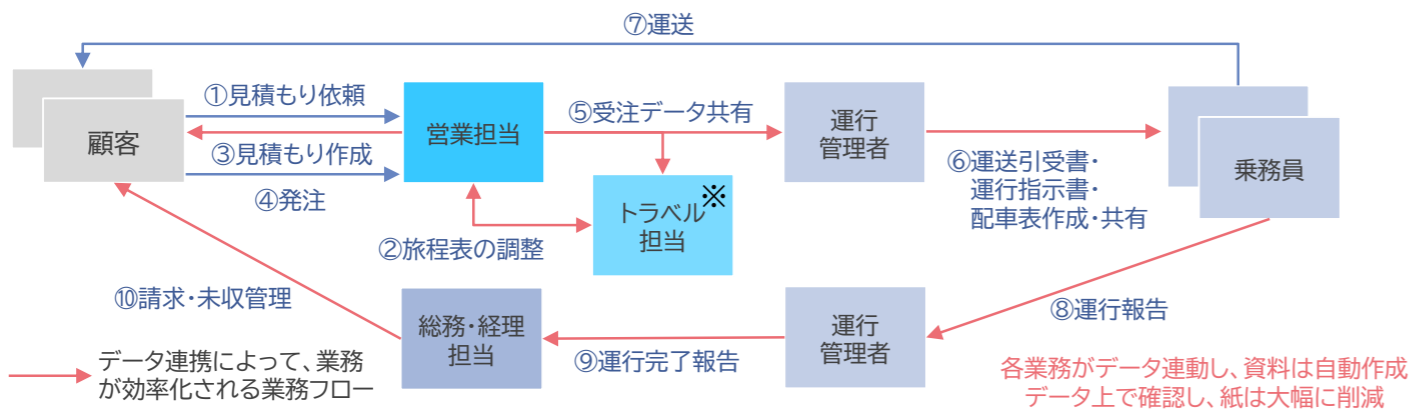 ⑦運送
①見積もり依頼
顧客
③見積もり作成
④発注
営業担当
⑤受注データ共有
運行
管理者
⑥運送引受書・
運行指示書・
配車表作成・共有
乗務員
トラベル※
担当
②旅程表の調整
⑩請求・未収管理
総務・経理
担当
⑨運行完了報告
運行
管理者
⑧運行報告
データ連携によって、業務
が効率化される業務フロー
各業務がデータ連動し、資料は自動作成
データ上で確認し、紙は大幅に削減